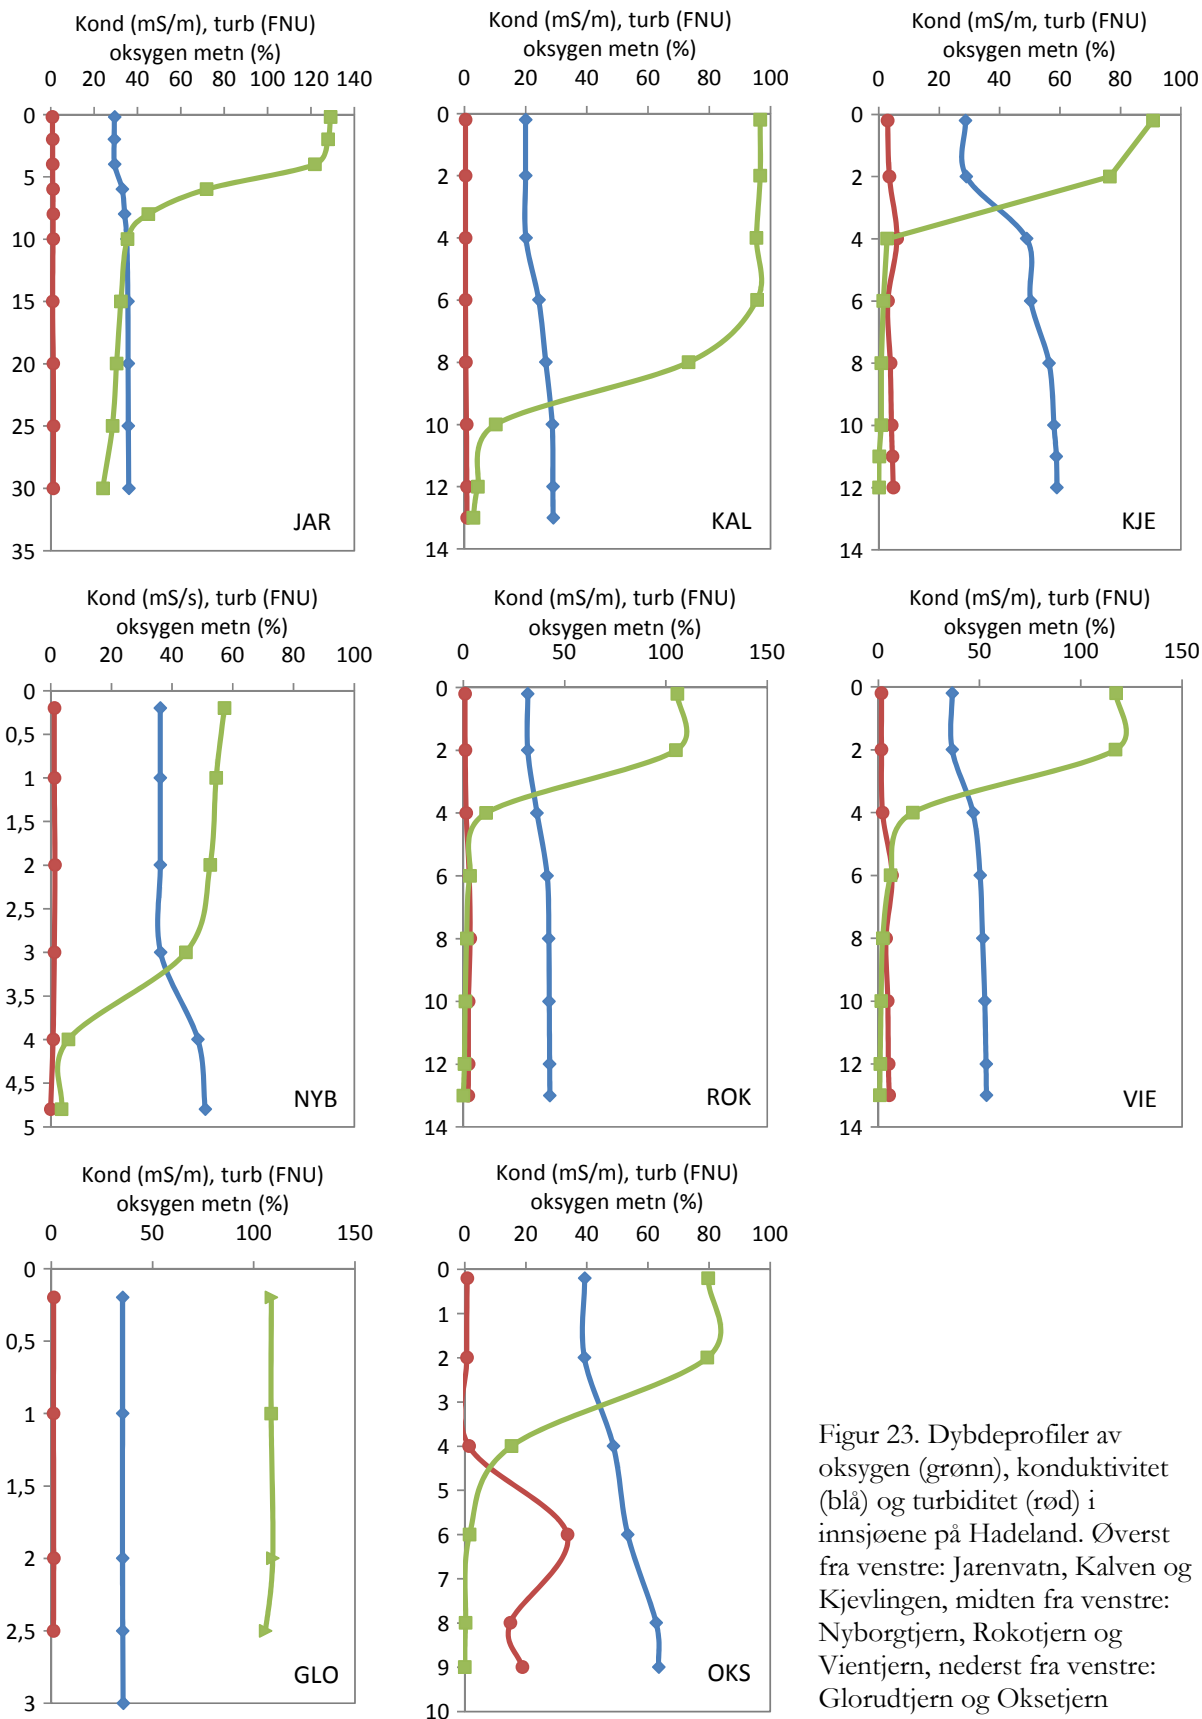 Kond (mS/m), turb (FNU)
oksygen metn (%)
0 20 40 60 80 100 120 140
0
5
10
15
20
25
30
35
JAR
Kond (mS/m), turb (FNU)
oksygen metn (%)
0 20 40 60 80 100
0
2
4
6
8
10
12
14
KAL
Kond (mS/m, turb (FNU)
oksygen metn, (%)
0 20 40 60 80 100
0
2
4
6
8
10
12
14
KJE
Kond (mS/s), turb (FNU)
oksygen metn (%)
0 20 40 60 80 100
0
0,5
1
1,5
2
2,5
3
3,5
4
4,5
5
NYB
Kond (mS/m), turb (FNU)
oksygen metn (%)
0 50 100 150
0
2
4
6
8
10
12
14
ROK
Kond (mS/m), turb (FNU)
oksygen metn (%)
0 50 100 150
0
2
4
6
8
10
12
14
VIE
Kond (mS/m), turb (FNU)
oksygen metn (%)
0 50 100 150
0
0,5
1
1,5
2
2,5
3
GLO
Kond (mS/m), turb (FNU)
oksygen metn (%)
0 20 40 60 80 100
0
1
2
3
4
5
6
7
8
9
10
OKS
Figur 23. Dybdeprofiler av
oksygen (grønn), konduktivitet
(blå) og turbiditet (rød) i
innsjøene på Hadeland. Øverst
fra venstre: Jarenvatn, Kalven og
Kjevlingen, midten fra venstre:
Nyborgtjern, Rokotjern og
Vientjern, nederst fra venstre:
Glorudtjern og Oksetjern